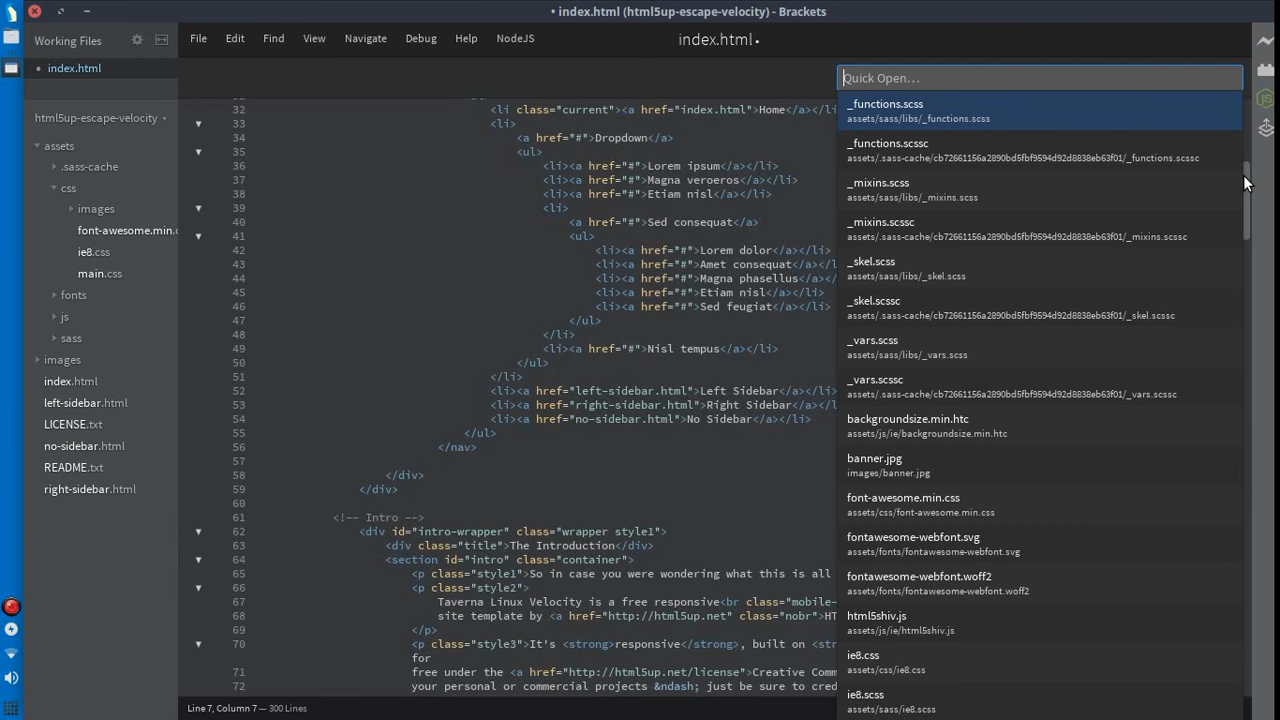 • index.html (html5up-escape-velocity) - Brackets
Working Files
• index.html
File Edit Find View Navigate Debug Help NodeJS
index.html •
html5up-escape-velocity
assets
.sass-cache
css
images
font-awesome.min.c
ie8.css
main.css
fonts
js
sass
images
index.html
left-sidebar.html
LICENSE.txt
no-sidebar.html
README.txt
right-sidebar.html
32 <li class="current"><a href="index.html">Home</a></li>
33 <li>
34 <a href="#">Dropdown</a>
35 <ul>
36 <li><a href="#">Lorem ipsum</a></li>
37 <li><a href="#">Magna veroeros</a></li>
38 <li><a href="#">Etiam nisl</a></li>
39 <li>
40 <a href="#">Sed consequat</a>
41 <ul>
42 <li><a href="#">Lorem dolor</a></li>
43 <li><a href="#">Amet consequat</a></li>
44 <li><a href="#">Magna phasellus</a></li>
45 <li><a href="#">Etiam nisl</a></li>
46 <li><a href="#">Sed feugiat</a></li>
47 </ul>
48 </li>
49 <li><a href="#">Nisl tempus</a></li>
50 </ul>
51 </li>
52 <li><a href="left-sidebar.html">Left Sidebar</a></li>
53 <li><a href="right-sidebar.html">Right Sidebar</a></li>
54 <li><a href="no-sidebar.html">No Sidebar</a></li>
55 </ul>
56 </nav>
57
58 </div>
59 </div>
60
61 <!-- Intro -->
62 <div id="intro-wrapper" class="wrapper style1">
63 <div class="title">The Introduction</div>
64 <section id="intro" class="container">
65 <p class="style1">So in case you were wondering what this is all
66 <p class="style2">
67 Taverna Linux Velocity is a free responsive<br class="mobile-
68 site template by <a href="http://html5up.net" class="nobr">HT
69 </p>
70 <p class="style3">It's <strong>responsive</strong>, built on <str
for
71 free under the <a href="http://html5up.net/license">Creative Comm
72 your personal or commercial projects &ndash; just be sure to cred
Quick Open…
_functions.scss
assets/sass/libs/_functions.scss
_functions.scssc
assets/.sass-cache/cb72661156a2890bd5fbf9594d92d8838eb63f01/_functions.scssc
_mixins.scss
assets/sass/libs/_mixins.scss
_mixins.scssc
assets/.sass-cache/cb72661156a2890bd5fbf9594d92d8838eb63f01/_mixins.scssc
_skel.scss
assets/sass/libs/_skel.scss
_skel.scssc
assets/.sass-cache/cb72661156a2890bd5fbf9594d92d8838eb63f01/_skel.scssc
_vars.scss
assets/sass/libs/_vars.scss
_vars.scssc
assets/.sass-cache/cb72661156a2890bd5fbf9594d92d8838eb63f01/_vars.scssc
backgroundsize.min.htc
assets/js/ie/backgroundsize.min.htc
banner.jpg
images/banner.jpg
font-awesome.min.css
assets/css/font-awesome.min.css
fontawesome-webfont.svg
assets/fonts/fontawesome-webfont.svg
fontawesome-webfont.woff2
assets/fonts/fontawesome-webfont.woff2
html5shiv.js
assets/js/ie/html5shiv.js
ie8.css
assets/css/ie8.css
ie8.scss
assets/sass/ie8.scss
Line 7, Column 7 — 300 Lines